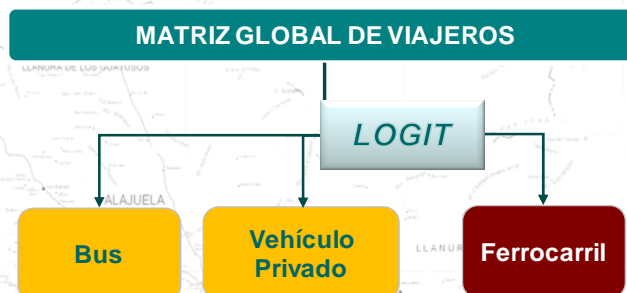 MATRIZ GLOBAL DE VIAJEROS
LLANURA DE LOS GUATUSOS
LOGIT
ALAJUELA
Bus
Vehículo
Privado
LLANUR
Ferrocarril